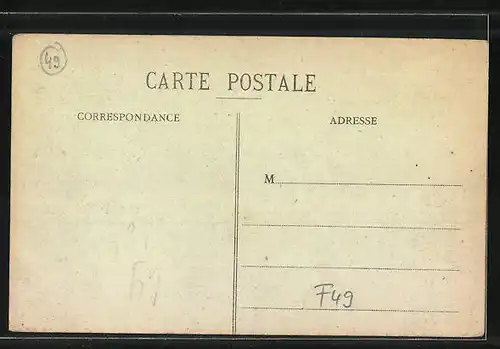 49
CARTE POSTALE
CORRESPONDANCE
ADRESSE
M
F49